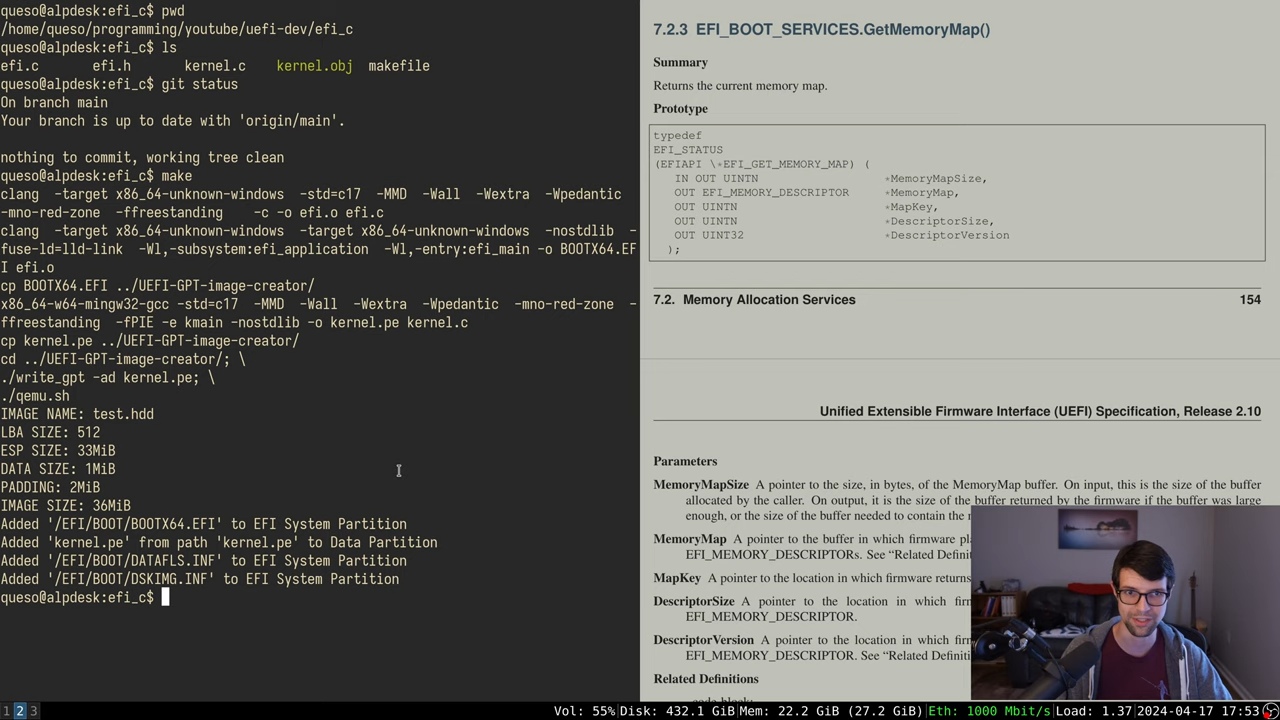 queso@alpdesk:efi_c$ pwd
/home/queso/programming/youtube/uefi-dev/efi_c
queso@alpdesk:efi_c$ ls
efi.c       efi.h       kernel.c    kernel.obj  makefile
queso@alpdesk:efi_c$ git status
On branch main
Your branch is up to date with 'origin/main'.
nothing to commit, working tree clean
queso@alpdesk:efi_c$ make
clang  -target x86_64-unknown-windows  -std=c17  -MMD  -Wall  -Wextra  -Wpedantic
-mno-red-zone  -ffreestanding    -c -o efi.o efi.c
clang  -target x86_64-unknown-windows  -target x86_64-unknown-windows  -nostdlib  -
fuse-ld=lld-link  -Wl,-subsystem:efi_application  -Wl,-entry:efi_main -o BOOTX64.EF
I efi.o
cp BOOTX64.EFI ../UEFI-GPT-image-creator/
x86_64-w64-mingw32-gcc -std=c17  -MMD  -Wall  -Wextra  -Wpedantic  -mno-red-zone  -
ffreestanding  -fPIE -e kmain -nostdlib -o kernel.pe kernel.c
cp kernel.pe ../UEFI-GPT-image-creator/
cd ../UEFI-GPT-image-creator/; \
./write_gpt -ad kernel.pe; \
./qemu.sh
IMAGE NAME: test.hdd
LBA SIZE: 512
ESP SIZE: 33MiB
DATA SIZE: 1MiB
PADDING: 2MiB
IMAGE SIZE: 36MiB
Added '/EFI/BOOT/BOOTX64.EFI' to EFI System Partition
Added 'kernel.pe' from path 'kernel.pe' to Data Partition
Added '/EFI/BOOT/DATAFLS.INF' to EFI System Partition
Added '/EFI/BOOT/DSKIMG.INF' to EFI System Partition
queso@alpdesk:efi_c$
7.2.3 EFI_BOOT_SERVICES.GetMemoryMap()
Summary
Returns the current memory map.
Prototype
typedef
EFI_STATUS
(EFIAPI \*EFI_GET_MEMORY_MAP) (
IN OUT UINTN *MemoryMapSize,
OUT EFI_MEMORY_DESCRIPTOR *MemoryMap,
OUT UINTN *MapKey,
OUT UINTN *DescriptorSize,
OUT UINT32 *DescriptorVersion
);
7.2. Memory Allocation Services 154
Unified Extensible Firmware Interface (UEFI) Specification, Release 2.10
Parameters
MemoryMapSize A pointer to the size, in bytes, of the MemoryMap buffer. On input, this is the size of the buffer
allocated by the caller. On output, it is the size of the buffer returned by the firmware if the buffer was large
enough, or the size of the buffer needed to contain the
MemoryMap A pointer to the buffer in which firmware
EFI_MEMORY_DESCRIPTORs. See “Related
MapKey A pointer to the location in which firmware returns
DescriptorSize A pointer to the location in which
EFI_MEMORY_DESCRIPTOR.
DescriptorVersion A pointer to the location in which
EFI_MEMORY_DESCRIPTOR. See “Related
Related Definitions
1 2 3
Vol: 55%|Disk: 432.1 GiB|Mem: 22.2 GiB (27.2 GiB)|Eth: 1000 Mbit/s|Load: 1.37|2024-04-17 17:53